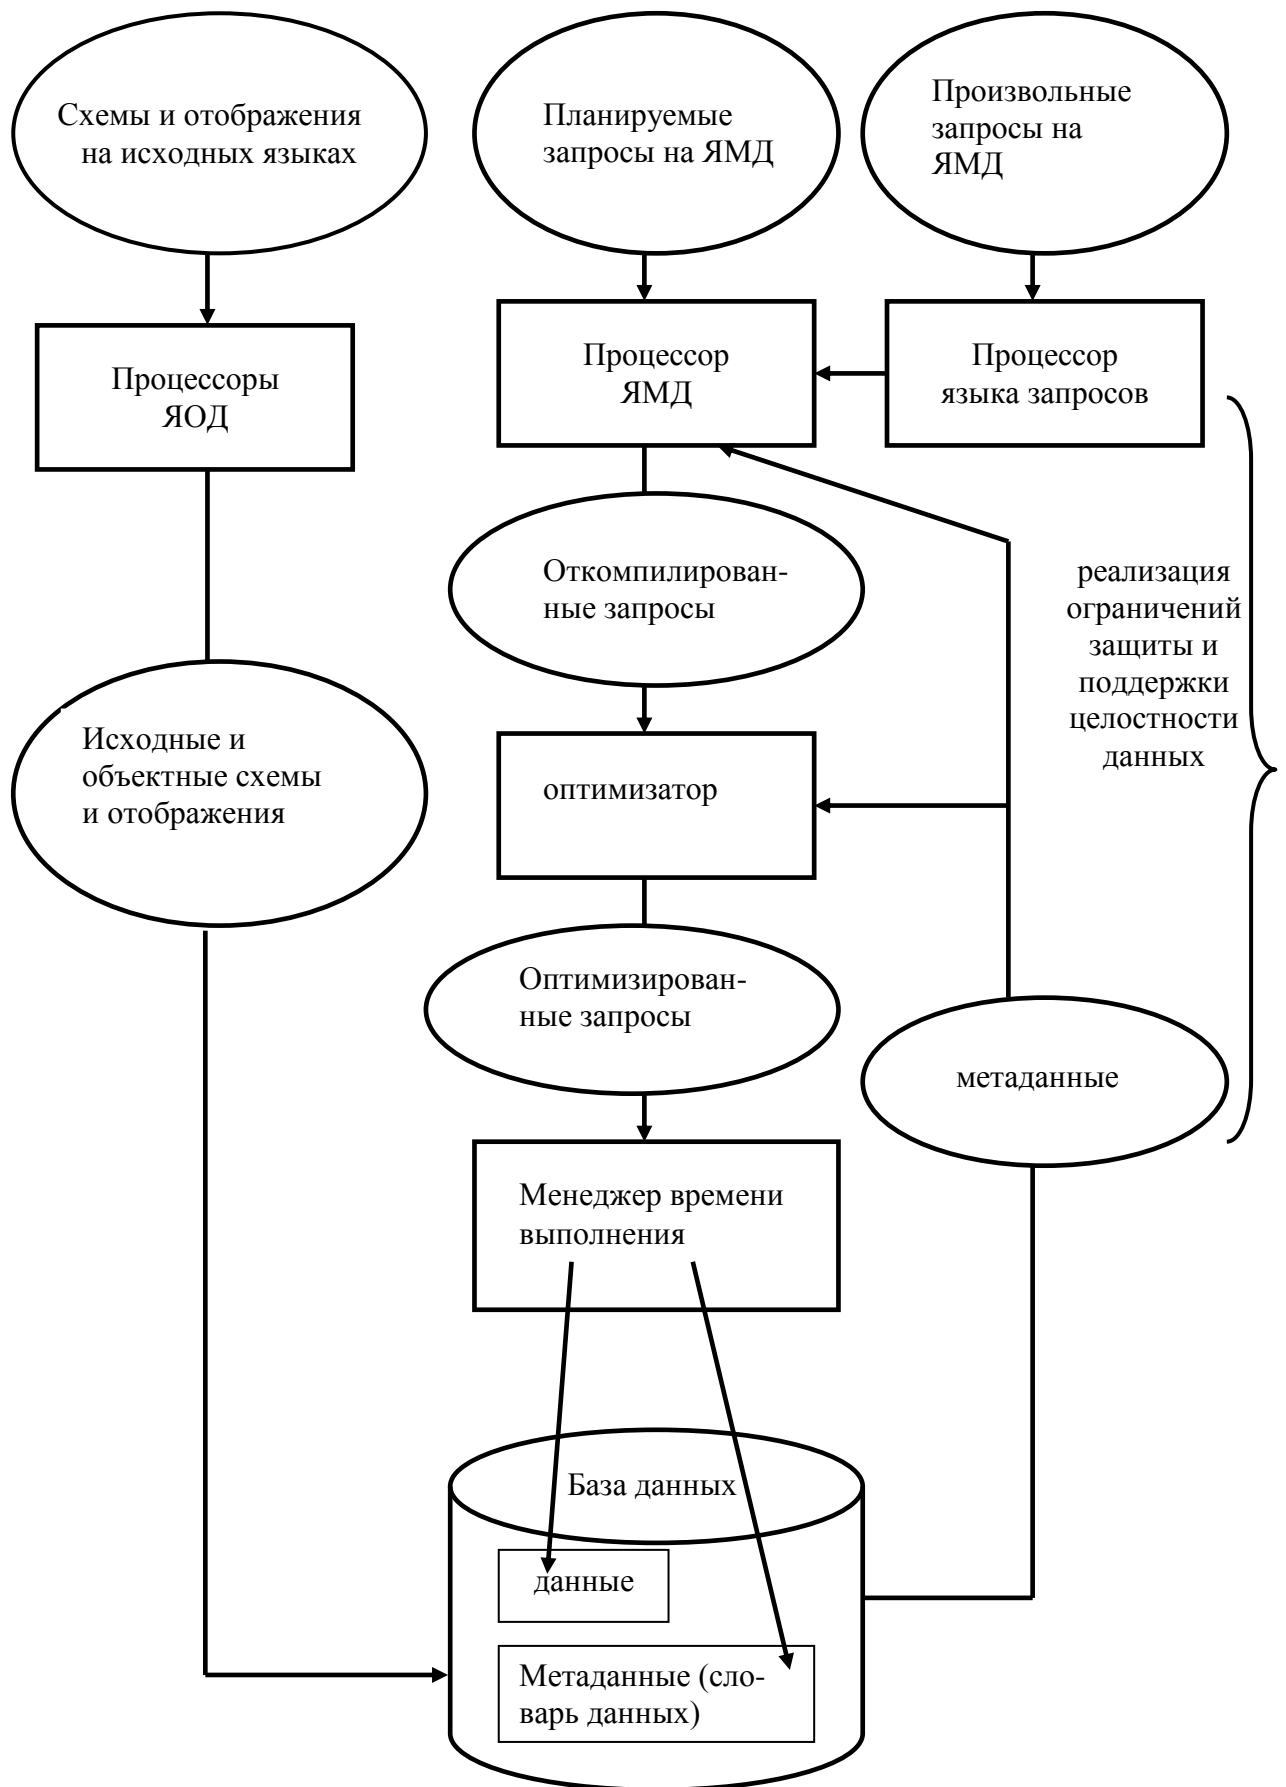 Схемы и отображения
на исходных языках
Планируемые
запросы на ЯМД
Произвольные
запросы на
ЯМД
Процессоры
ЯОД
Процессор
ЯМД
Процессор
языка запросов
Откомпилирован-
ные запросы
реализация
ограничений
защиты и
поддержки
целостности
данных
Исходные и
объектные схемы
и отображения
оптимизатор
Оптимизирован-
ные запросы
метаданные
Менеджер времени
выполнения
База данных
данные
Метаданные (сло-
варь данных)